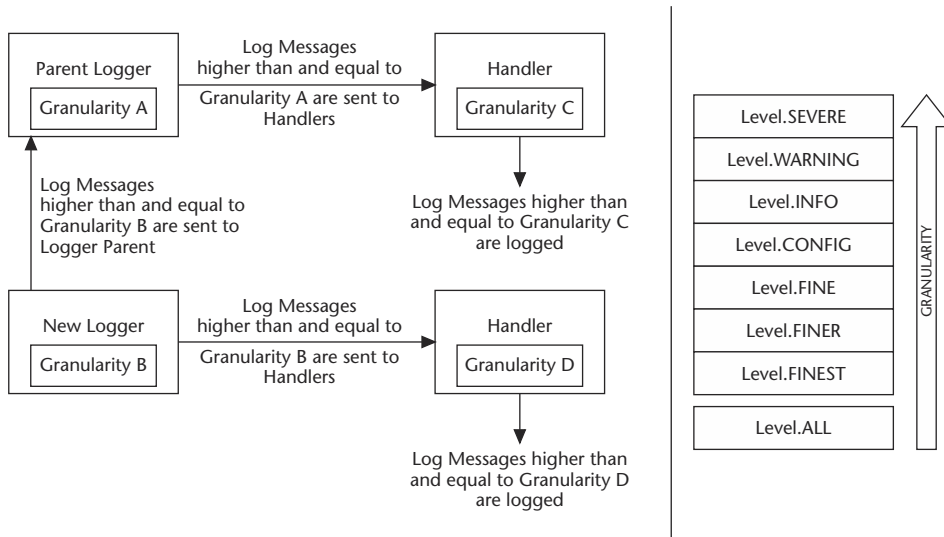 Parent Logger
Granularity A
Log Messages
higher than and equal to
Granularity A are sent to
Handlers
Handler
Granularity C
Log Messages higher than
and equal to Granularity C
are logged
Log Messages
higher than and equal to
Granularity B are sent to
Logger Parent
New Logger
Granularity B
Log Messages
higher than and equal to
Granularity B are sent to
Handlers
Handler
Granularity D
Log Messages higher than
and equal to Granularity D
are logged
Level.SEVERE
Level.WARNING
Level.INFO
Level.CONFIG
Level.FINE
Level.FINER
Level.FINEST
Level.ALL
GRANULARITY